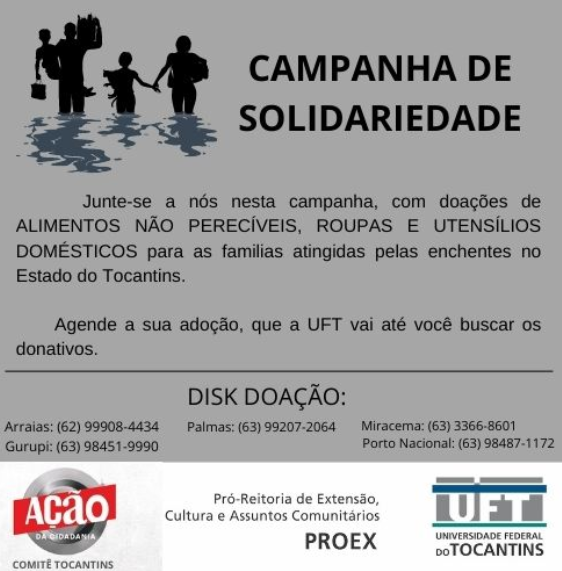 CAMPANHA DE
SOLIDARIEDADE
Junte-se a nós nesta campanha, com doações de
ALIMENTOS NÃO PERECÍVEIS, ROUPAS E UTENSÍLIOS
DOMÉSTICOS para as familias atingidas pelas enchentes no
Estado do Tocantins.
Agende a sua adoção, que a UFT vai até você buscar os
donativos.
DISK DOAÇÃO:
Arraias: (62) 99908-4434
Palmas: (63) 99207-2064
Miracema: (63) 3366-8601
Gurupi: (63) 98451-9990
Porto Nacional: (63) 98487-1172
AÇÃO
DA CIDADANIA
COMITÊ TOCANTINS
Pró-Reitoria de Extensão,
Cultura e Assuntos Comunitários
PROEX
UFT
UNIVERSIDADE FEDERAL
DO TOCANTINS